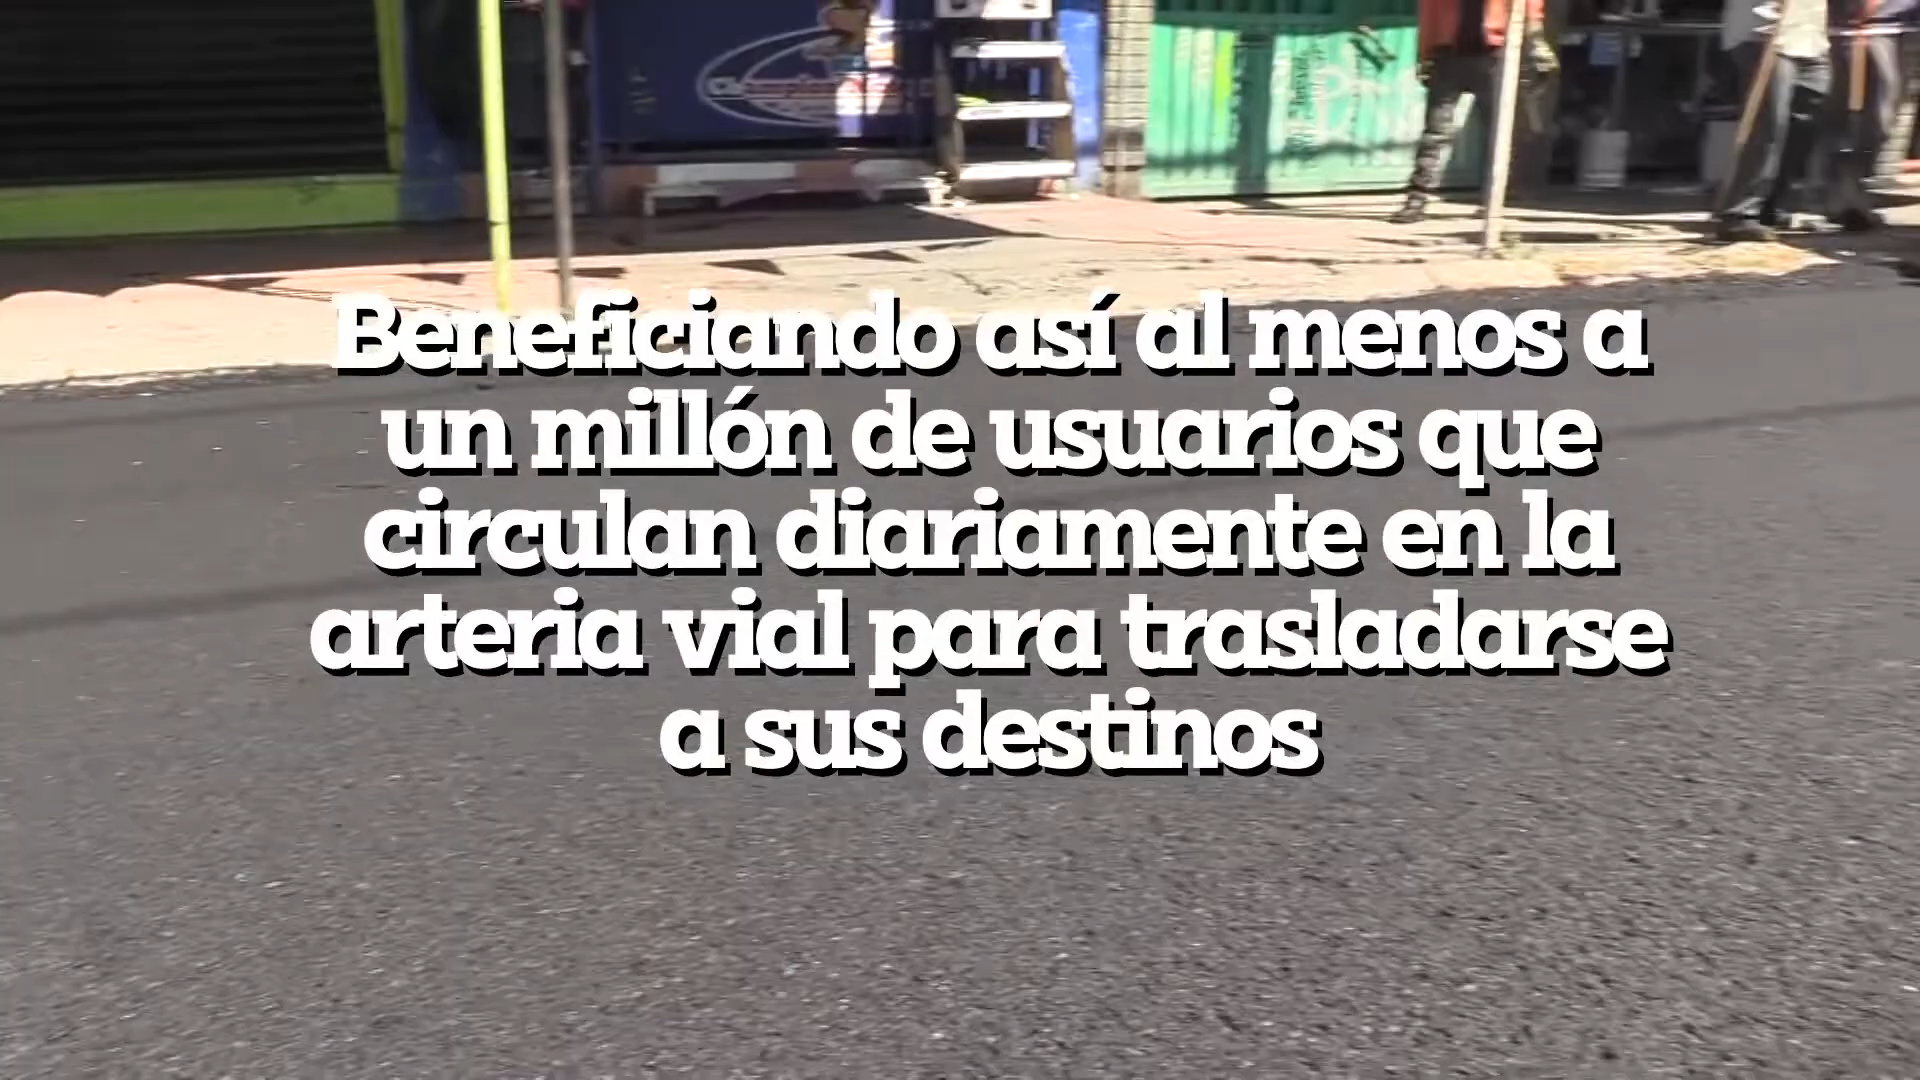 Beneficiando así al menos a
un millón de usuarios que
circulan diariamente en la
arteria vial para trasladarse
a sus destinos